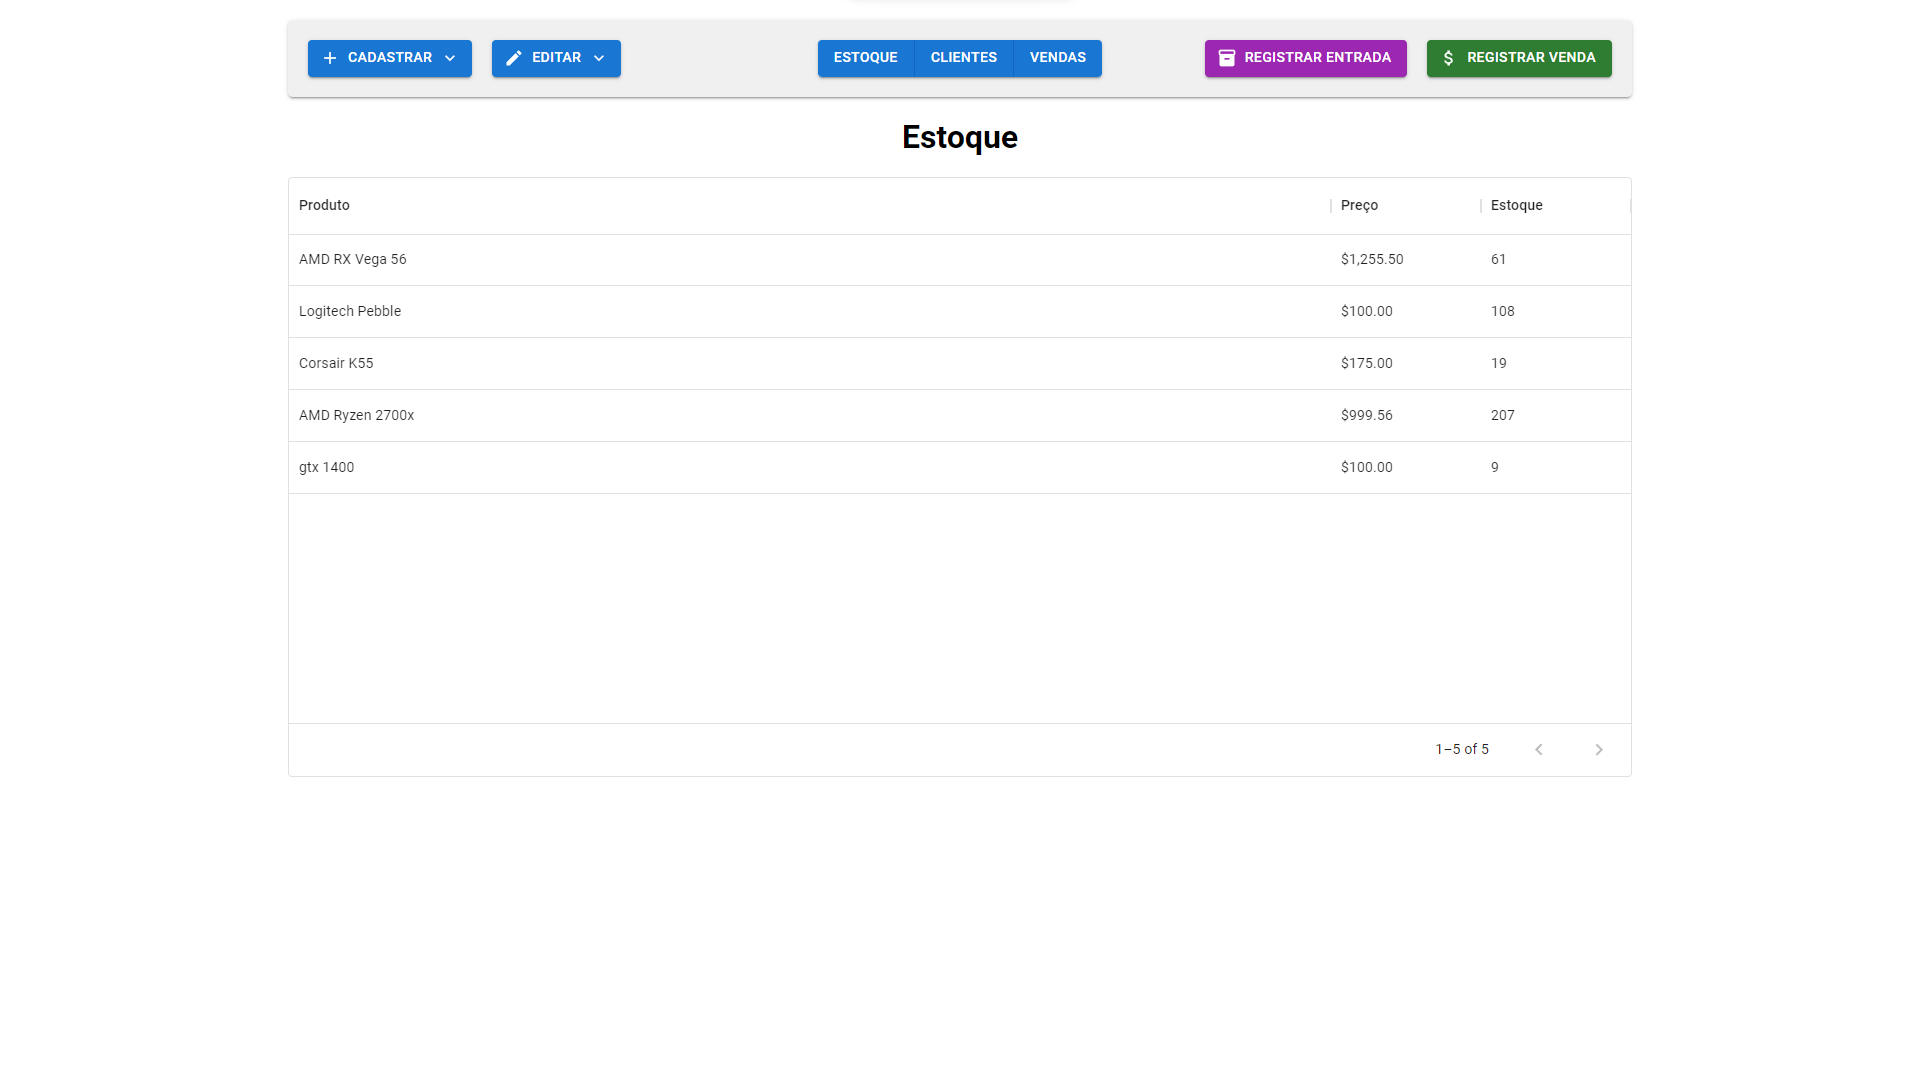 CADASTRAR EDITAR ESTOQUE CLIENTES VENDAS REGISTRAR ENTRADA REGISTRAR VENDA
Estoque
Produto Preço Estoque
AMD RX Vega 56 $1,255.50 61
Logitech Pebble $100.00 108
Corsair K55 $175.00 19
AMD Ryzen 2700x $999.56 207
gtx 1400 $100.00 9
1–5 of 5